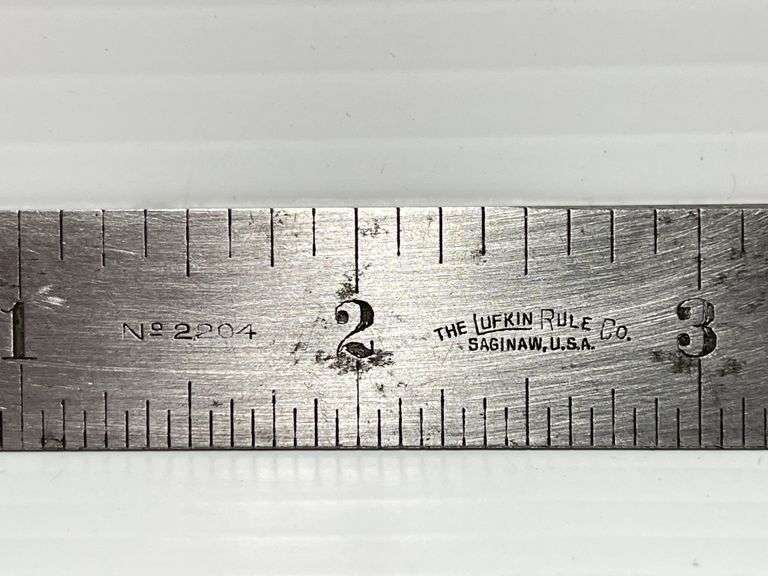 1 Nº 2204 2 THE LUFKIN RULE CO. 3
SAGINAW, U.S.A.